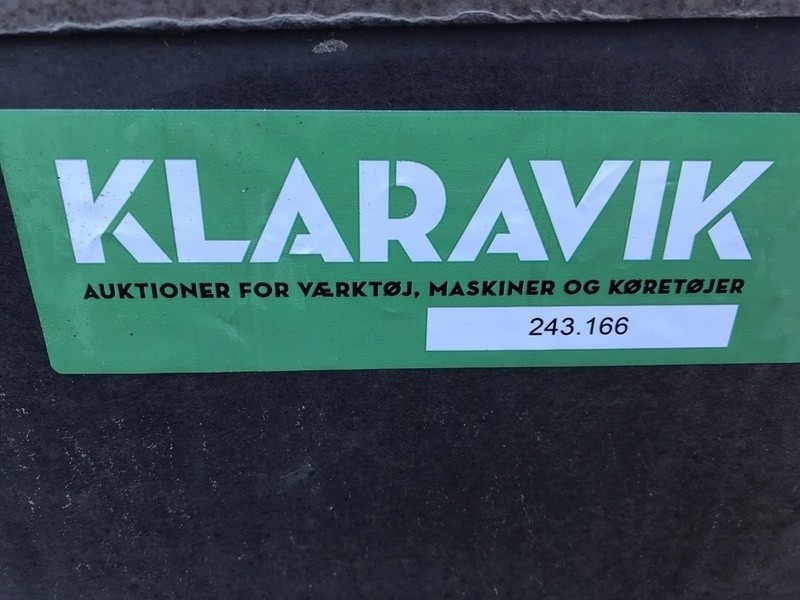 KLARAVIK
AUKTIONER FOR VÆRKTØJ, MASKINER OG KØRETØJER
243.166